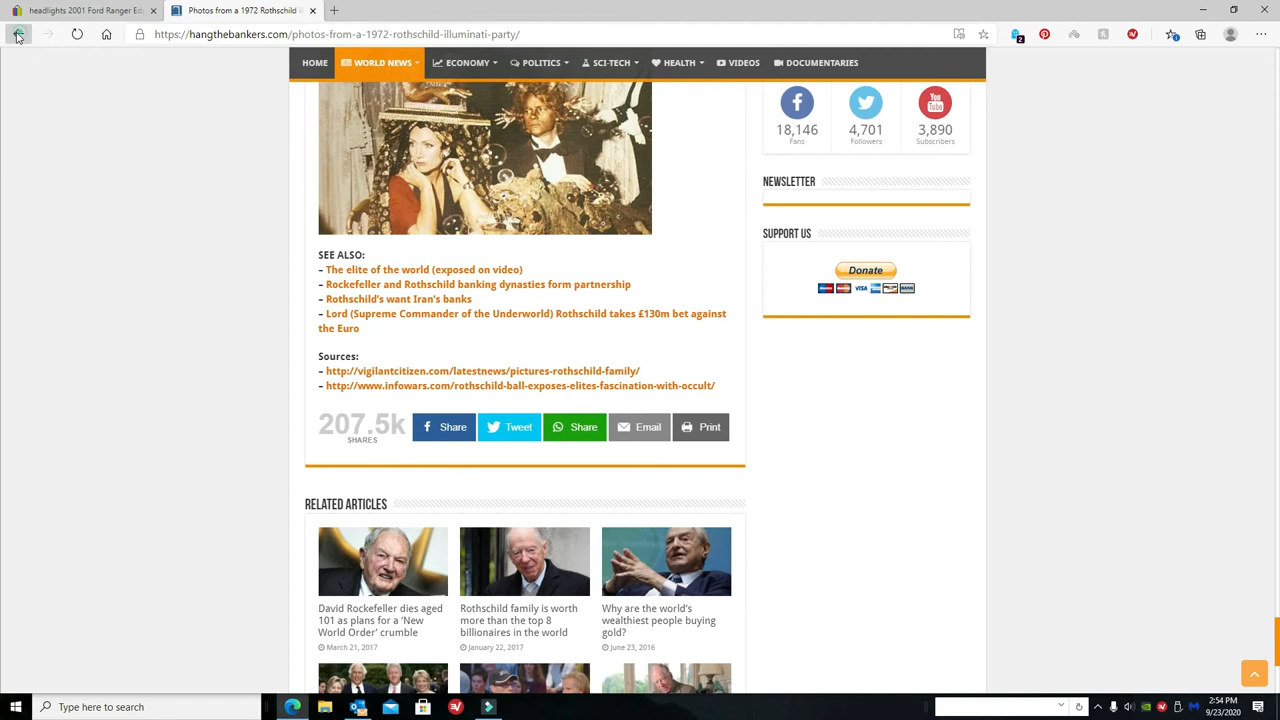 headlights 2001 Ford Ranger Ed
Photos from a 1972
https://hangthebankers.com/photos-from-a-1972-rothschild-illuminati-party/
2
HOME WORLD NEWS ECONOMY POLITICS SCI-TECH HEALTH VIDEOS DOCUMENTARIES
You Tube
18,146 4,701 3,890
Fans Followers Subscribers
NEWSLETTER
SUPPORT US
Donate
VISA
SEE ALSO:
– The elite of the world (exposed on video)
– Rockefeller and Rothschild banking dynasties form partnership
– Rothschild's want Iran's banks
– Lord (Supreme Commander of the Underworld) Rothschild takes £130m bet against
the Euro
Sources:
– http://vigilantcitizen.com/latestnews/pictures-rothschild-family/
– http://www.infowars.com/rothschild-ball-exposes-elites-fascination-with-occult/
207.5k
SHARES
Share Tweet Share Email Print
RELATED ARTICLES
David Rockefeller dies aged
101 as plans for a 'New
World Order' crumble
March 21, 2017
Rothschild family is worth
more than the top 8
billionaires in the world
January 22, 2017
Why are the world's
wealthiest people buying
gold?
June 23, 2016
Type here to search
2:54 PM
9/23/2020